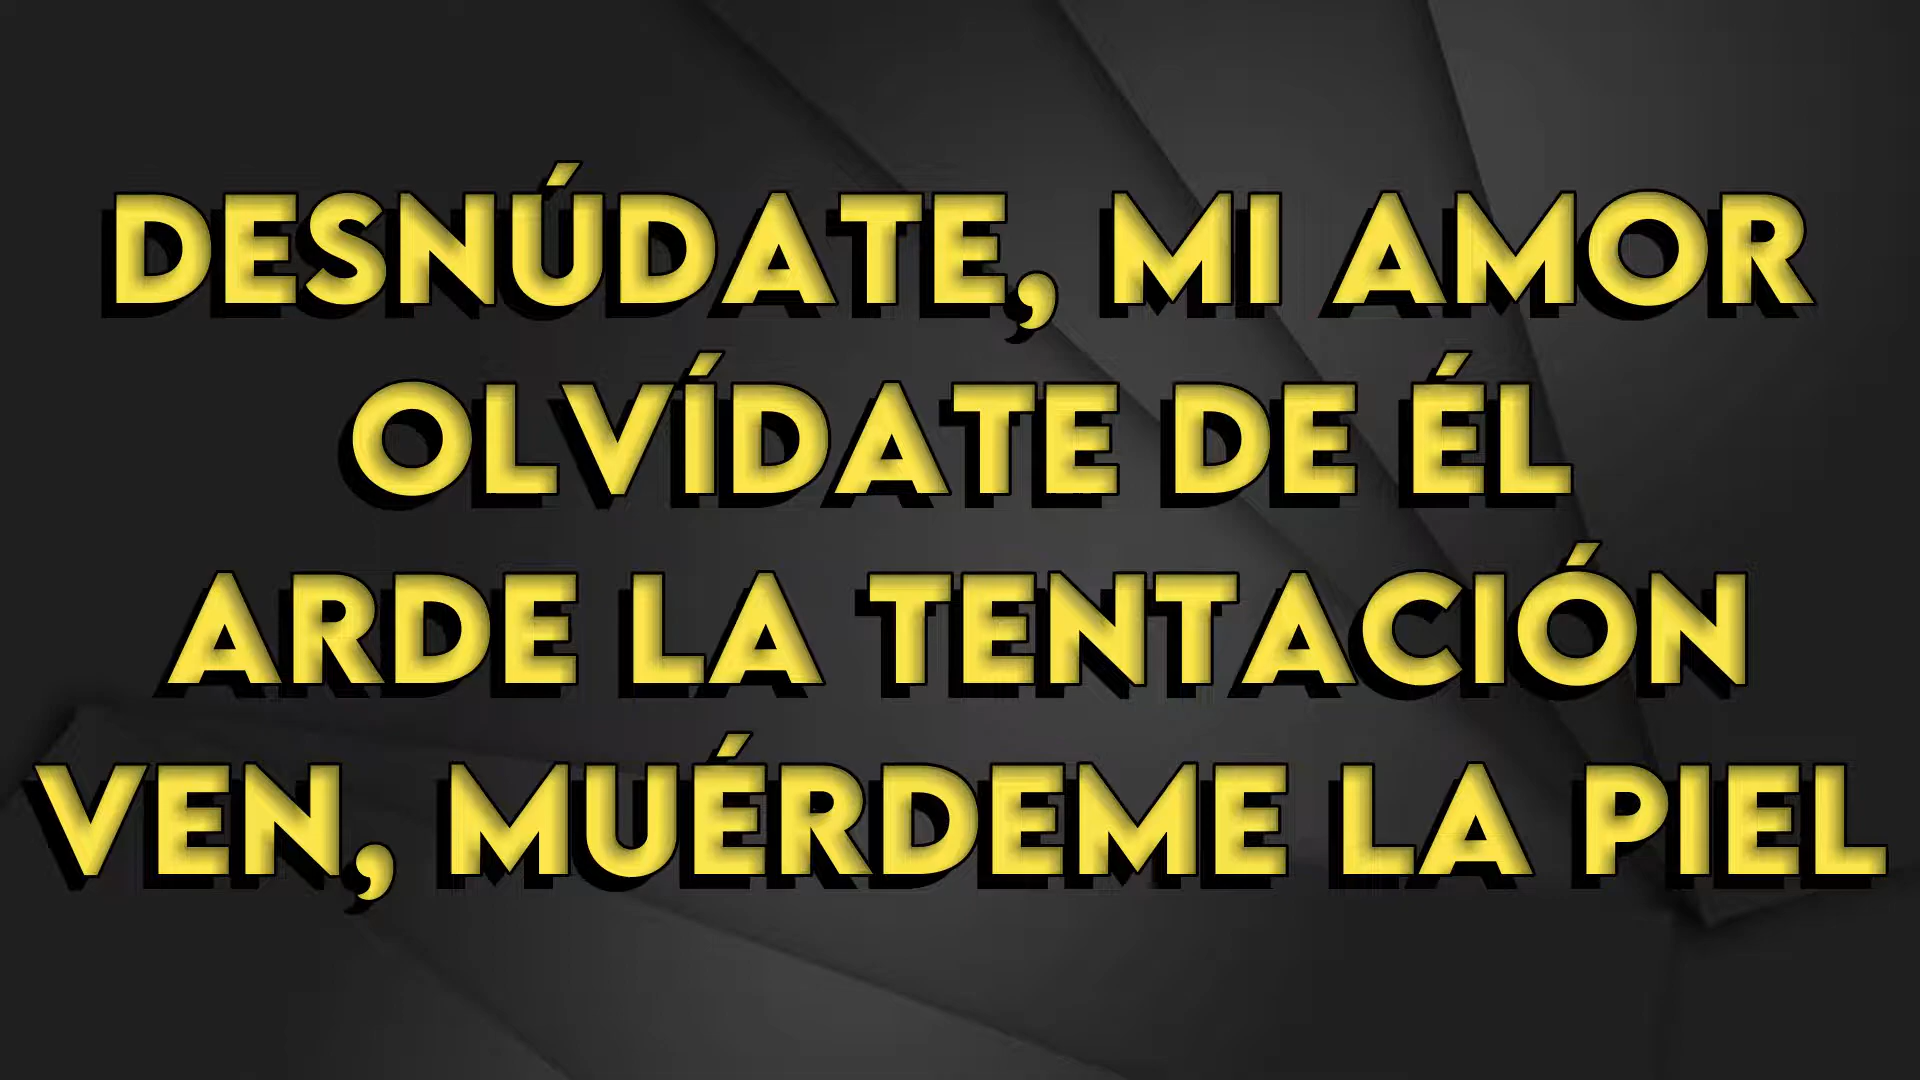 DESNÚDATE, MI AMOR
OLVÍDATE DE ÉL
ARDE LA TENTACIÓN
VEN, MUÉRDEME LA PIEL